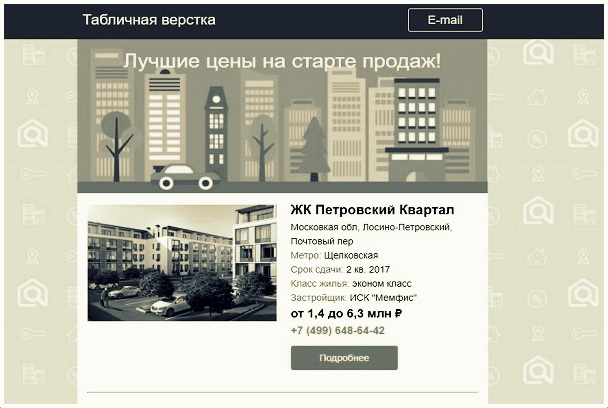 Табличная верстка
E-mail
Лучшие цены на старте продаж!
ЖК Петровский Квартал
Московкая обл, Лосино-Петровский,
Почтовый пер
Метро: Щелковская
Срок сдачи: 2 кв. 2017
Класс жилья: эконом класс
Застройщик: ИСК "Мемфис"
от 1,4 до 6,3 млн ₽
+7 (499) 648-64-42
Подробнее